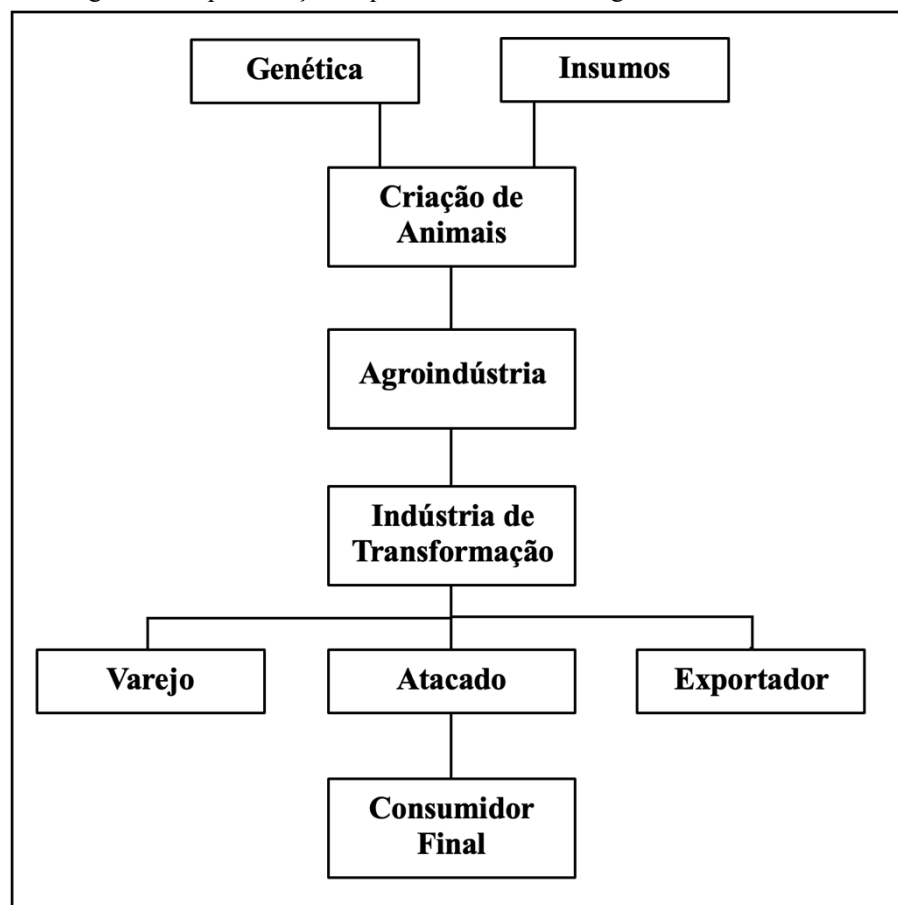 Genética
Insumos
Criação de
Animais
Agroindústria
Indústria de
Transformação
Varejo
Atacado
Exportador
Consumidor
Final